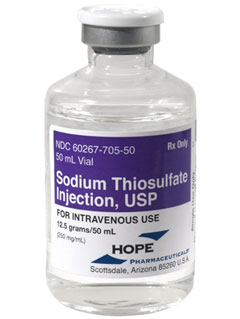 NDC 60267-705-50
Rx Only
50 mL Vial
Sodium Thiosulfate
Injection, USP
FOR INTRAVENOUS USE
12.5 grams/50 mL
(250 mg/mL)
HOPE
PHARMACEUTICALS®
Scottsdale, Arizona 85260 U.S.A.